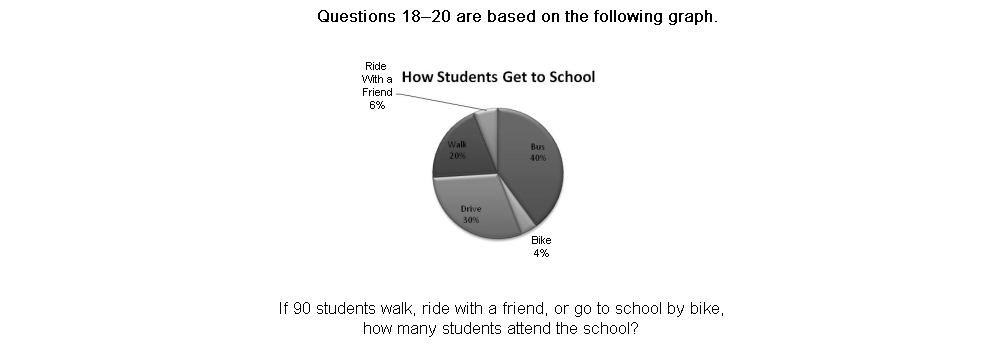 Questions 18–20 are based on the following graph.
How Students Get to School
Ride
With a
Friend
6%
Walk
20%
Bus
40%
Drive
30%
Bike
4%
If 90 students walk, ride with a friend, or go to school by bike,
how many students attend the school?